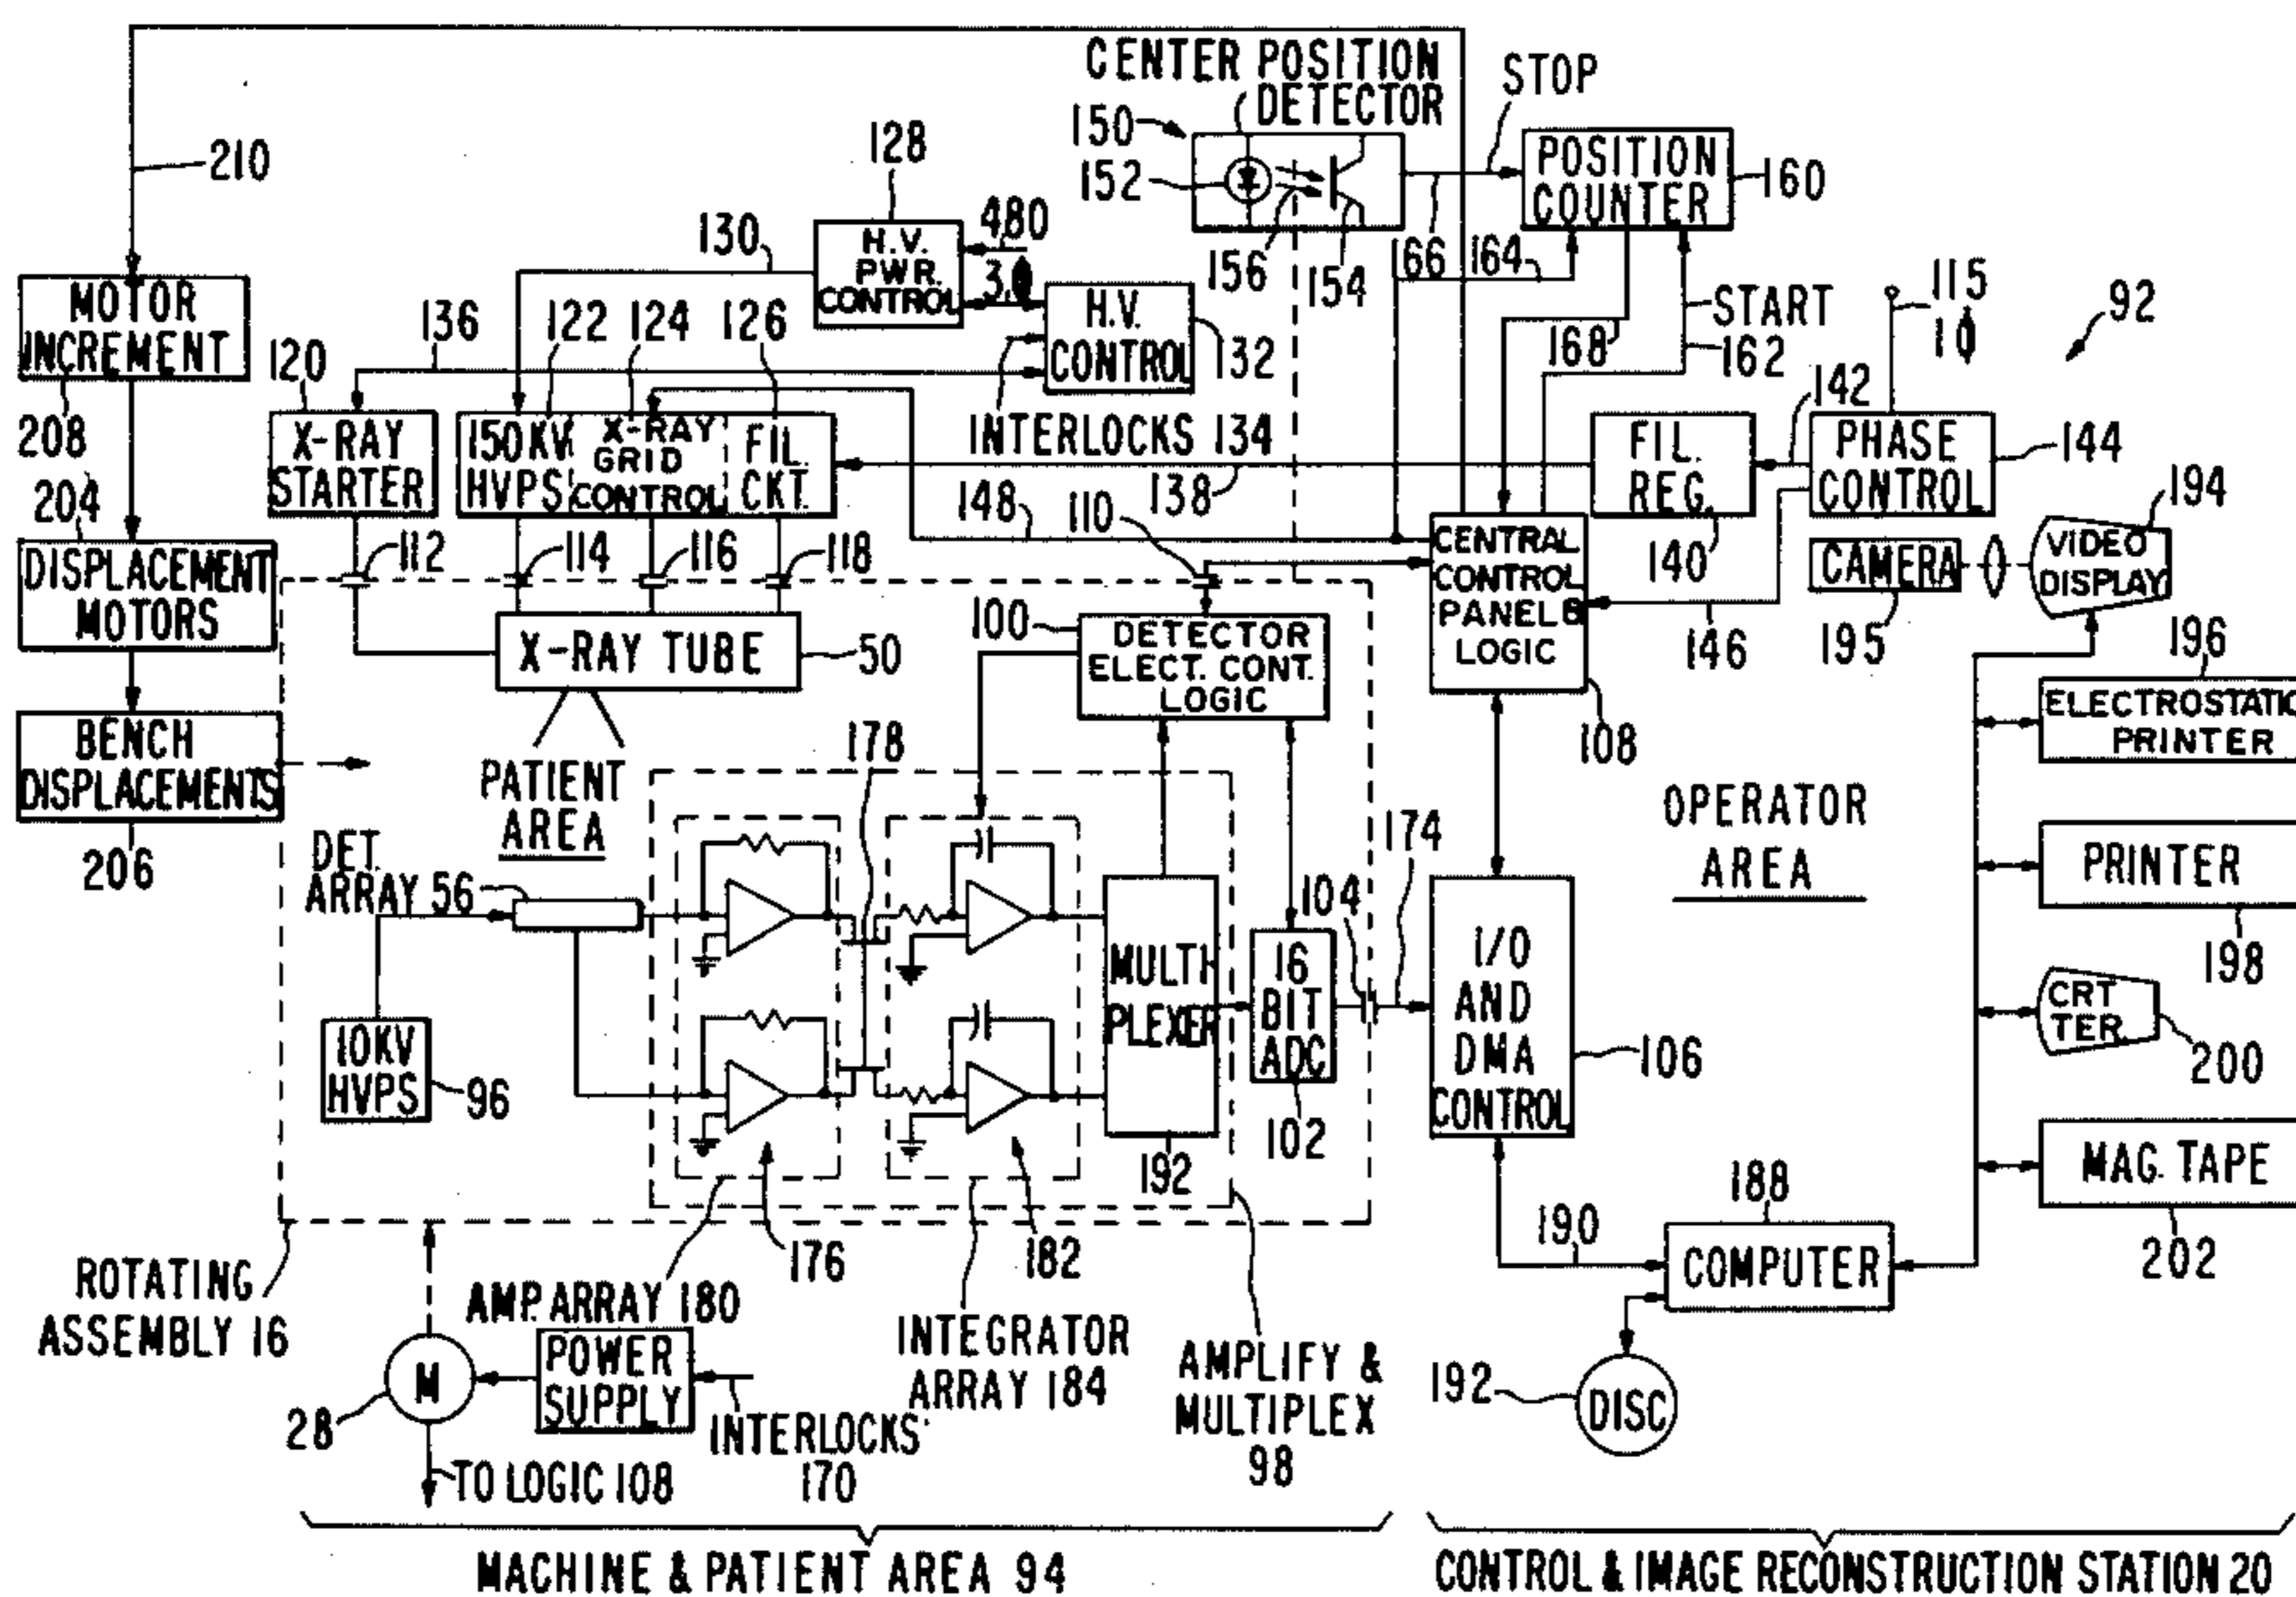 CENTER POSITION
DETECTOR
STOP
150
128
210
152
POSITION
COUNTER
160
130
H.V.
PWR.
CONTROL
480
3ϕ
156
154
166
164
115
1ϕ
92
MOTOR
INCREMENT
136
122
124
126
H.V.
CONTROL
132
START
162
168
120
142
208
X-RAY
STARTER
150KV
HVPS
X-RAY
GRID
CONTROL
FIL.
CKT.
INTERLOCKS 134
138
FIL.
REG.
PHASE
CONTROL
144
194
204
148
110
112
114
116
118
CENTRAL
CONTROL
PANEL &
LOGIC
140
CAMERA
VIDEO
DISPLAY
DISPLACEMENT
MOTORS
X-RAY TUBE
50
100
DETECTOR
ELECT. CONT.
LOGIC
146
195
196
ELECTROSTATIC
PRINTER
BENCH
DISPLACEMENTS
178
108
PATIENT
AREA
OPERATOR
AREA
206
DET.
ARRAY 56
174
PRINTER
104
198
MULTI
PLEXER
16
BIT
ADC
I/O
AND
DMA
CONTROL
106
CRT
TER.
200
10KV
HVPS
96
102
192
MAG. TAPE
188
190
202
ROTATING
ASSEMBLY 16
176
182
COMPUTER
AMP. ARRAY 180
INTEGRATOR
ARRAY 184
AMPLIFY &
MULTIPLEX
98
M
28
POWER
SUPPLY
INTERLOCKS
170
192
DISC
TO LOGIC 108
MACHINE & PATIENT AREA 94
CONTROL & IMAGE RECONSTRUCTION STATION 20